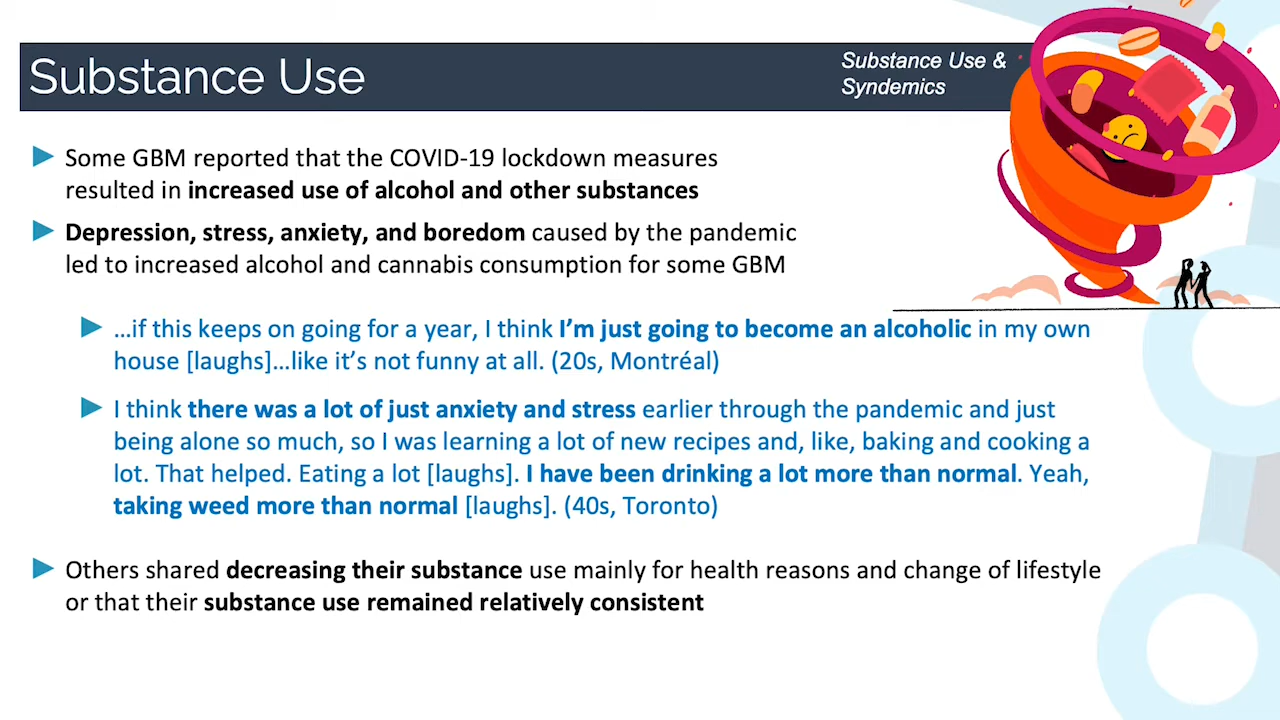 Substance Use
Substance Use &
Syndemics
Some GBM reported that the COVID-19 lockdown measures
resulted in increased use of alcohol and other substances
Depression, stress, anxiety, and boredom caused by the pandemic
led to increased alcohol and cannabis consumption for some GBM
…if this keeps on going for a year, I think I’m just going to become an alcoholic in my own
house [laughs]…like it’s not funny at all. (20s, Montréal)
I think there was a lot of just anxiety and stress earlier through the pandemic and just
being alone so much, so I was learning a lot of new recipes and, like, baking and cooking a
lot. That helped. Eating a lot [laughs]. I have been drinking a lot more than normal. Yeah,
taking weed more than normal [laughs]. (40s, Toronto)
Others shared decreasing their substance use mainly for health reasons and change of lifestyle
or that their substance use remained relatively consistent